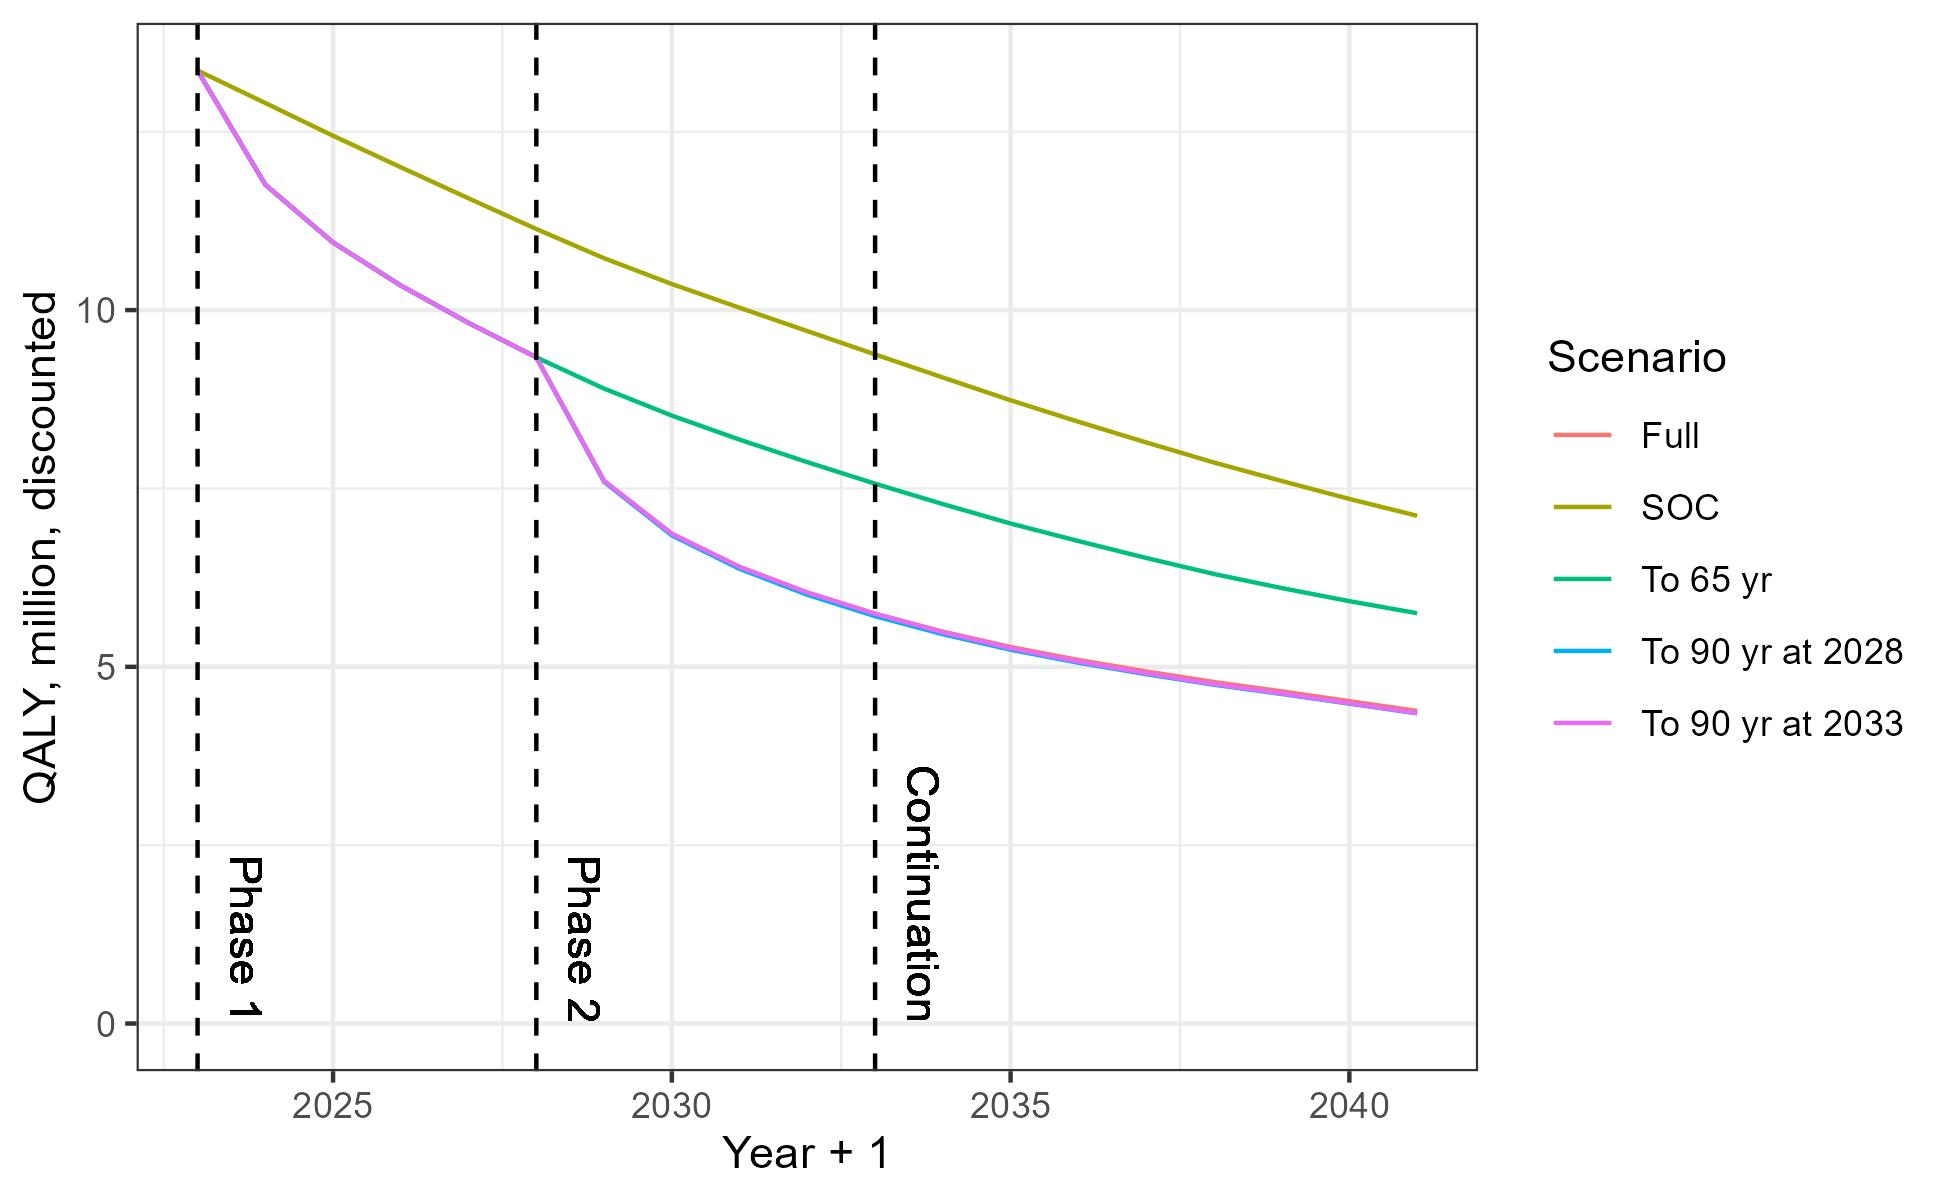 QALY, million, discounted
10
5
0
Phase 1
Phase 2
Continuation
2025
2030
2035
2040
Year + 1
Scenario
Full
SOC
To 65 yr
To 90 yr at 2028
To 90 yr at 2033